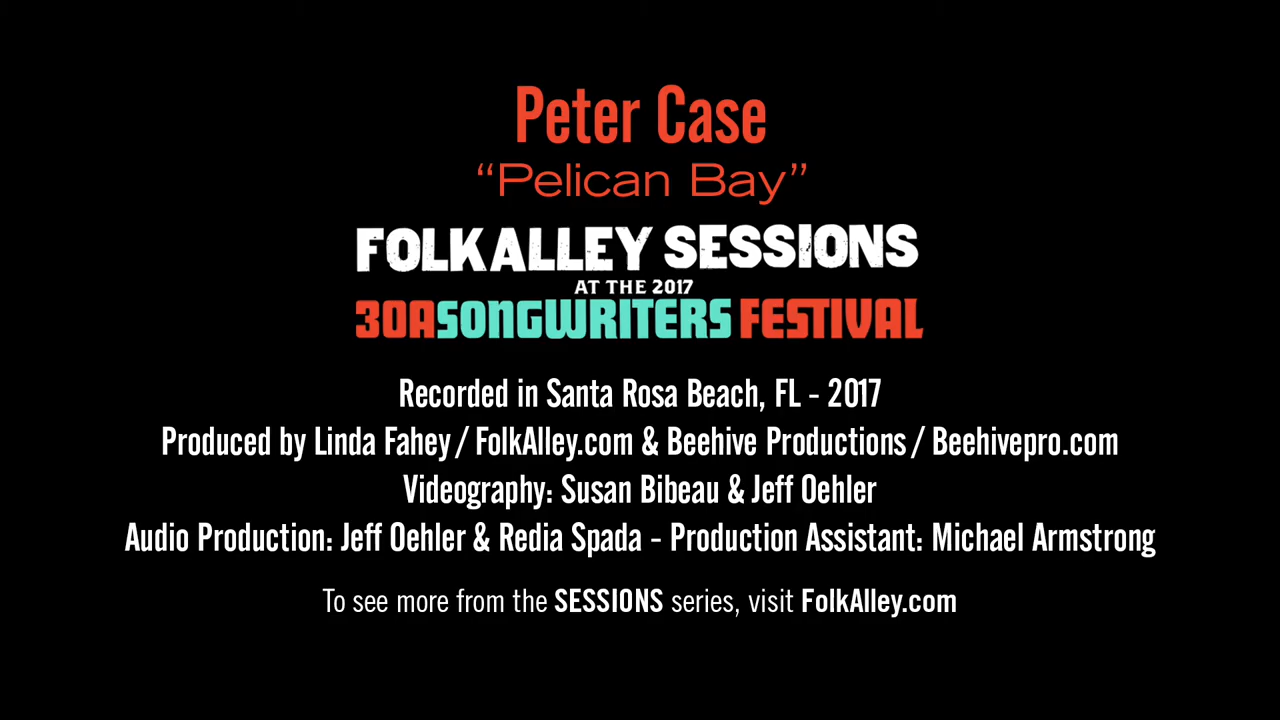 Peter Case
“Pelican Bay”
FOLKALLEY SESSIONS
AT THE 2017
30ASONGWRITERS FESTIVAL
Recorded in Santa Rosa Beach, FL - 2017
Produced by Linda Fahey / FolkAlley.com & Beehive Productions / Beehivepro.com
Videography: Susan Bibeau & Jeff Oehler
Audio Production: Jeff Oehler & Redia Spada - Production Assistant: Michael Armstrong
To see more from the SESSIONS series, visit FolkAlley.com